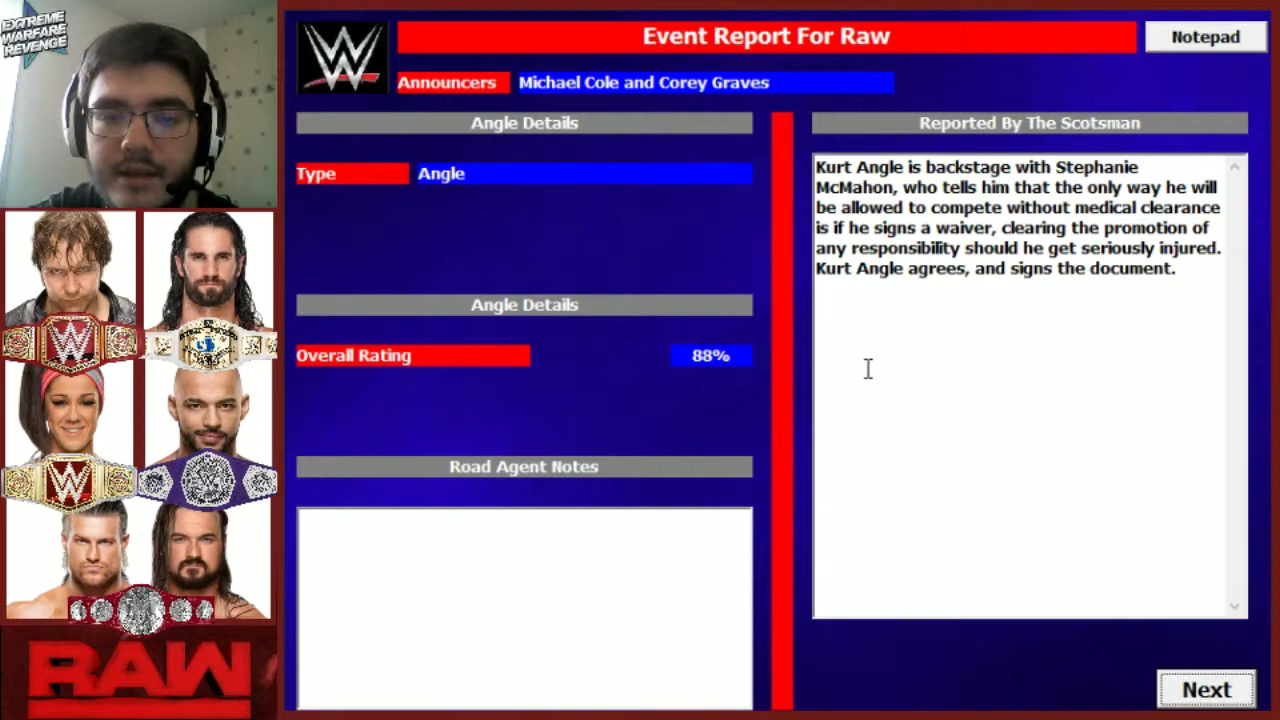 EXTREME
WARFARE
REVENGE
Event Report For Raw
Notepad
Announcers
Michael Cole and Corey Graves
Angle Details
Type
Angle
Angle Details
Overall Rating
88%
Road Agent Notes
Reported By The Scotsman
Kurt Angle is backstage with Stephanie
McMahon, who tells him that the only way he will
be allowed to compete without medical clearance
is if he signs a waiver, clearing the promotion of
any responsibility should he get seriously injured.
Kurt Angle agrees, and signs the document.
Next
RAW